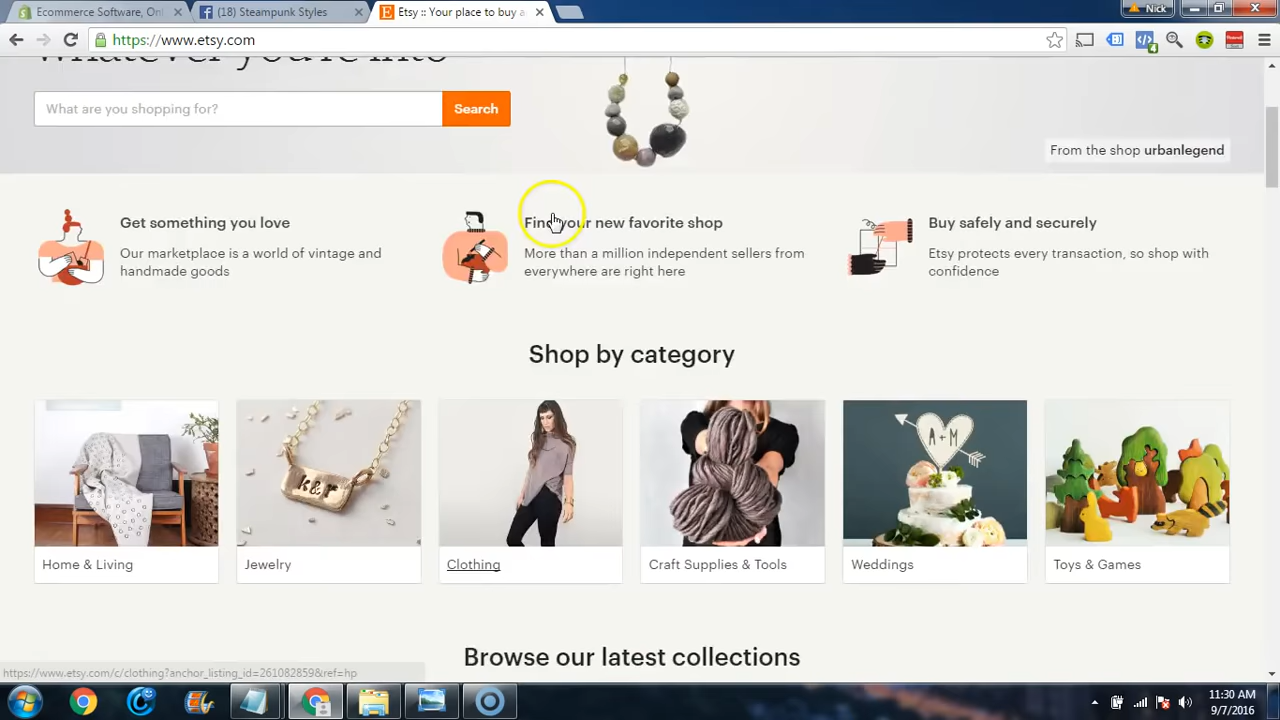 Ecommerce Software, Onl
(18) Steampunk Styles
Etsy :: Your place to buy a
Nick
https://www.etsy.com
What are you shopping for?
Search
From the shop urbanlegend
Get something you love
Our marketplace is a world of vintage and
handmade goods
Find your new favorite shop
More than a million independent sellers from
everywhere are right here
Buy safely and securely
Etsy protects every transaction, so shop with
confidence
Shop by category
k & r
A + M
Home & Living
Jewelry
Clothing
Craft Supplies & Tools
Weddings
Toys & Games
Browse our latest collections
https://www.etsy.com/c/clothing?anchor_listing_id=261082859&ref=hp
11:30 AM
9/7/2016